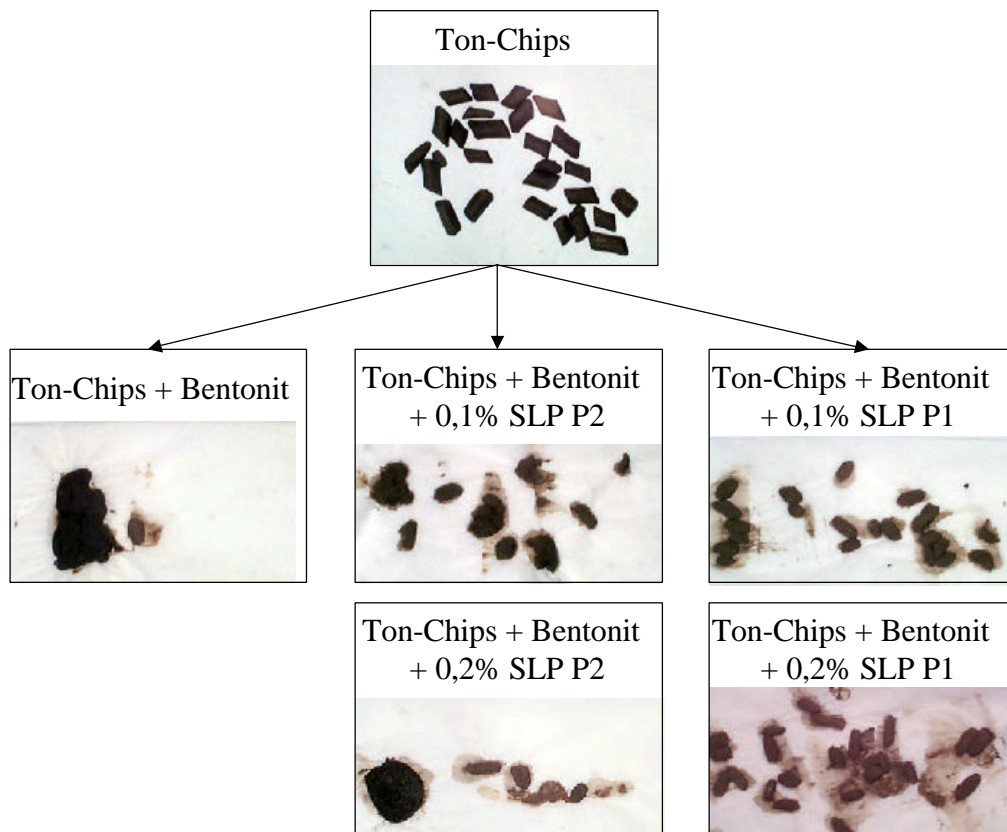 Ton-Chips
Ton-Chips + Bentonit
Ton-Chips + Bentonit
+ 0,1% SLP P2
Ton-Chips + Bentonit
+ 0,1% SLP P1
Ton-Chips + Bentonit
+ 0,2% SLP P2
Ton-Chips + Bentonit
+ 0,2% SLP P1